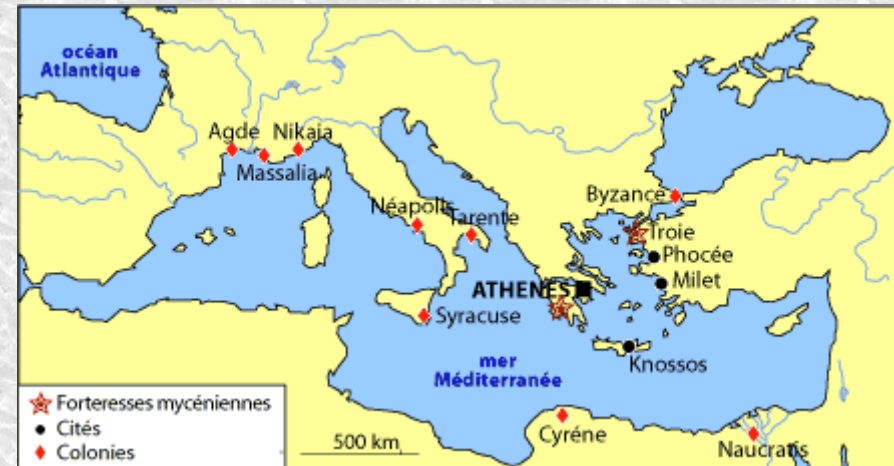 océan
Atlantique
Agde
Nikaia
Massalia
Néapolis
Tarente
Byzance
Troie
Phocée
Milet
ATHENES
Syracuse
Knossos
mer
Méditerranée
Cyréne
Naucratis
Forteresses mycéniennes
Cités
Colonies
500 km